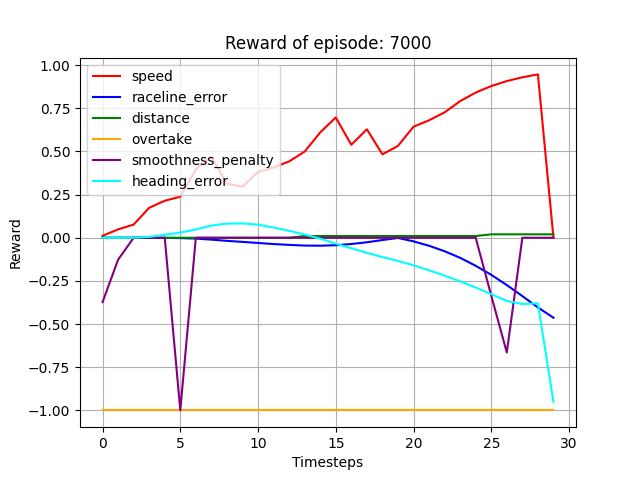 Reward of episode: 7000
1.00
0.75
0.50
0.25
0.00
−0.25
−0.50
−0.75
−1.00
Reward
speed
raceline_error
distance
overtake
smoothness_penalty
heading_error
0 5 10 15 20 25 30
Timesteps